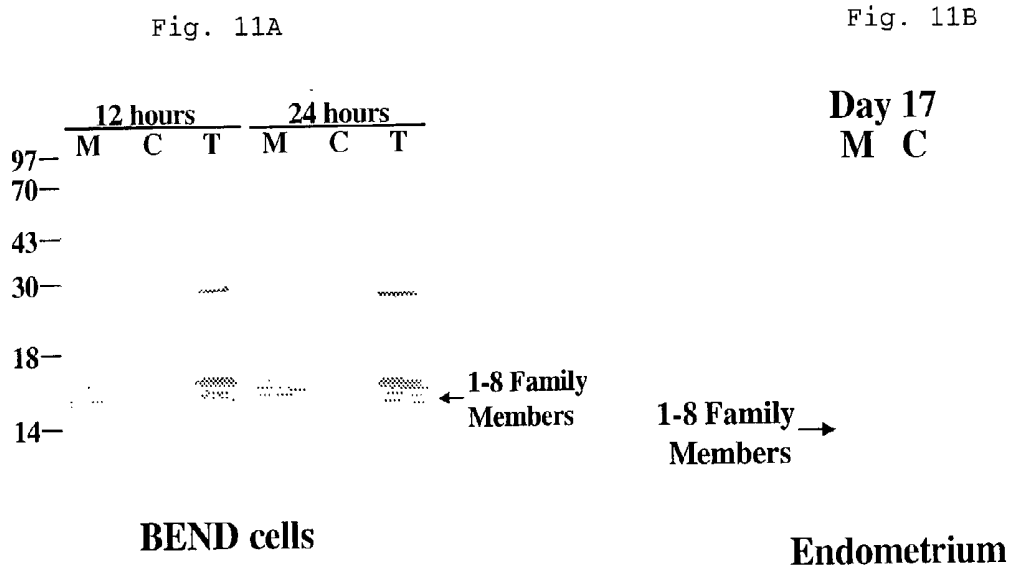 Fig. 11A
12 hours 24 hours
M C T M C T
97
70
43
30
18
14
1-8 Family
Members
BEND cells
Fig. 11B
Day 17
M C
1-8 Family
Members
Endometrium